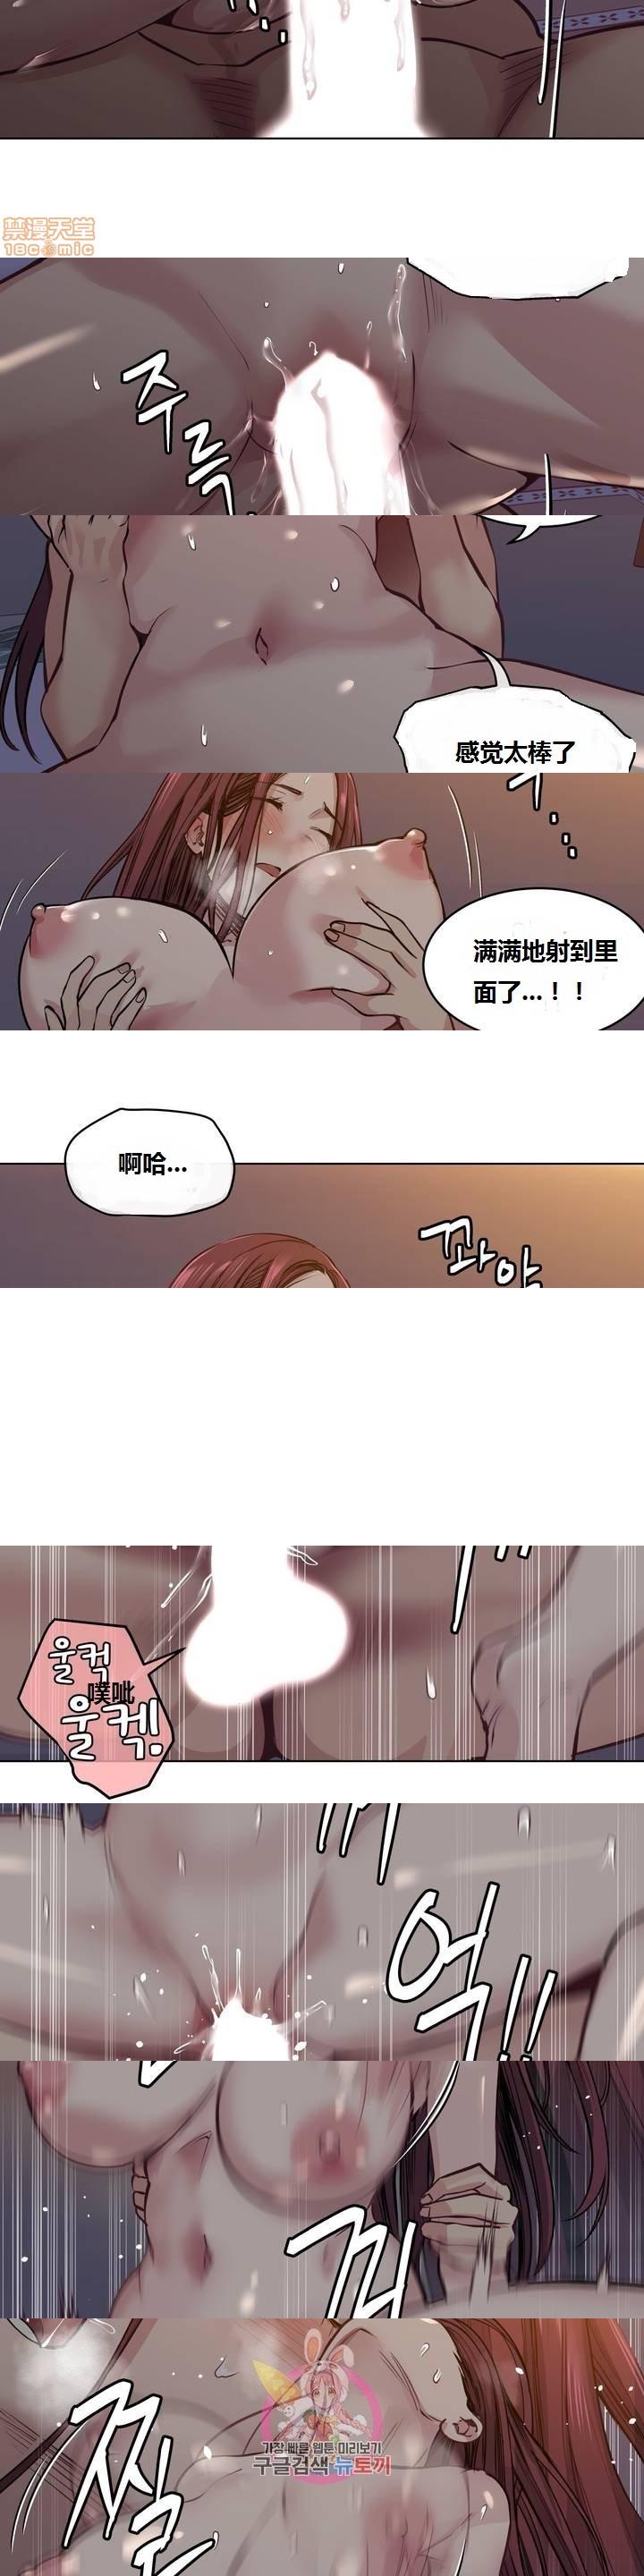 禁漫天堂
18comic
주륵
感觉太棒了
满满地射到里
面了...！！
啊哈...
꽈아
울컥
噗呲
울컥!
억!!
가장 빠른 웹툰 미리보기
구글검색 뉴토끼